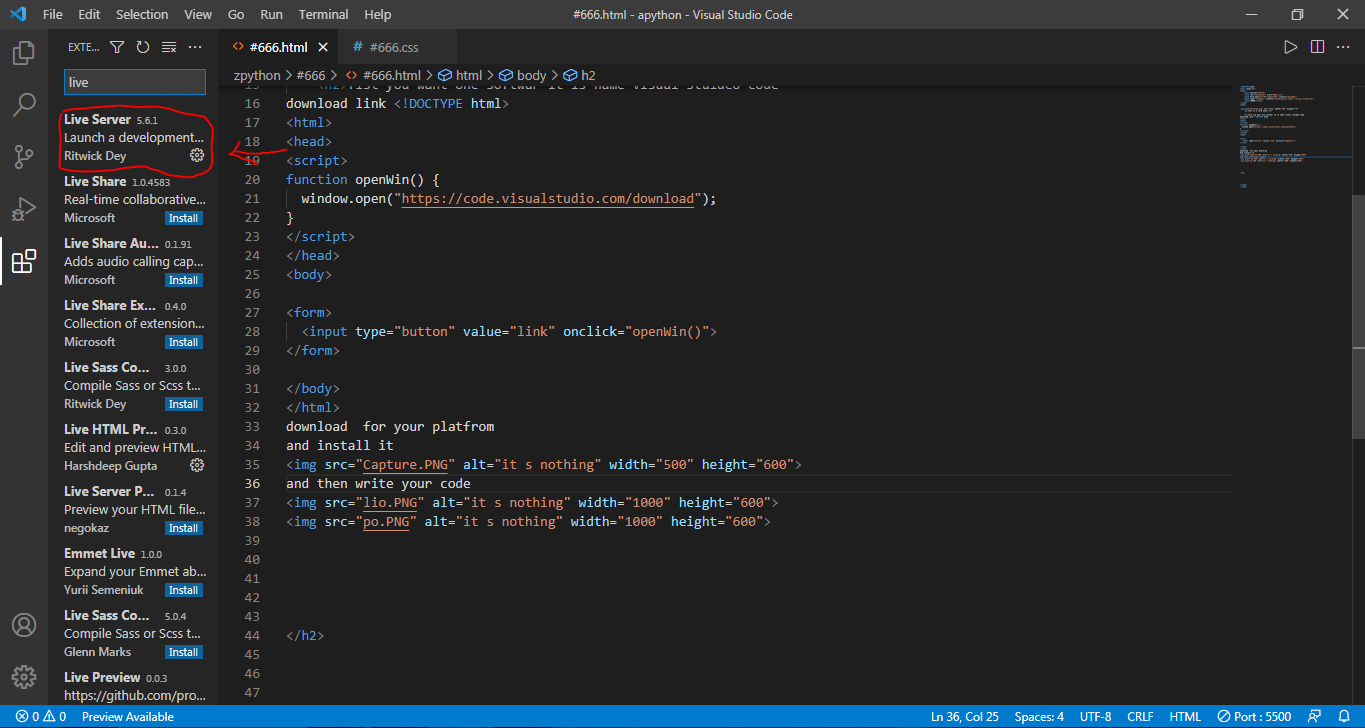 File Edit Selection View Go Run Terminal Help #666.html - apython - Visual Studio Code
EXTE...
live
Live Server 5.6.1
Launch a development...
Ritwick Dey
Live Share 1.0.4583
Real-time collaborative...
Microsoft Install
Live Share Au... 0.1.91
Adds audio calling cap...
Microsoft Install
Live Share Ex... 0.4.0
Collection of extension...
Microsoft Install
Live Sass Co... 3.0.0
Compile Sass or Scss t...
Ritwick Dey Install
Live HTML Pr... 0.3.0
Edit and preview HTML...
Harshdeep Gupta
Live Server P... 0.1.4
Preview your HTML file...
negokaz Install
Emmet Live 1.0.0
Expand your Emmet ab...
Yurii Semeniuk Install
Live Sass Co... 5.0.4
Compile Sass or Scss t...
Glenn Marks Install
Live Preview 0.0.3
https://github.com/pro...
#666.html # #666.css
zpython > #666 > #666.html > html > body > h2
16 download link <!DOCTYPE html>
17 <html>
18 <head>
19 <script>
20 function openWin() {
21 window.open("https://code.visualstudio.com/download");
22 }
23 </script>
24 </head>
25 <body>
26
27 <form>
28 <input type="button" value="link" onclick="openWin()">
29 </form>
30
31 </body>
32 </html>
33 download  for your platfrom
34 and install it
35 <img src="Capture.PNG" alt="it s nothing" width="500" height="600">
36 and then write your code
37 <img src="lio.PNG" alt="it s nothing" width="1000" height="600">
38 <img src="po.PNG" alt="it s nothing" width="1000" height="600">
39
40
41
42
43
44 </h2>
45
46
47
0 0 Preview Available Ln 36, Col 25 Spaces: 4 UTF-8 CRLF HTML Port : 5500